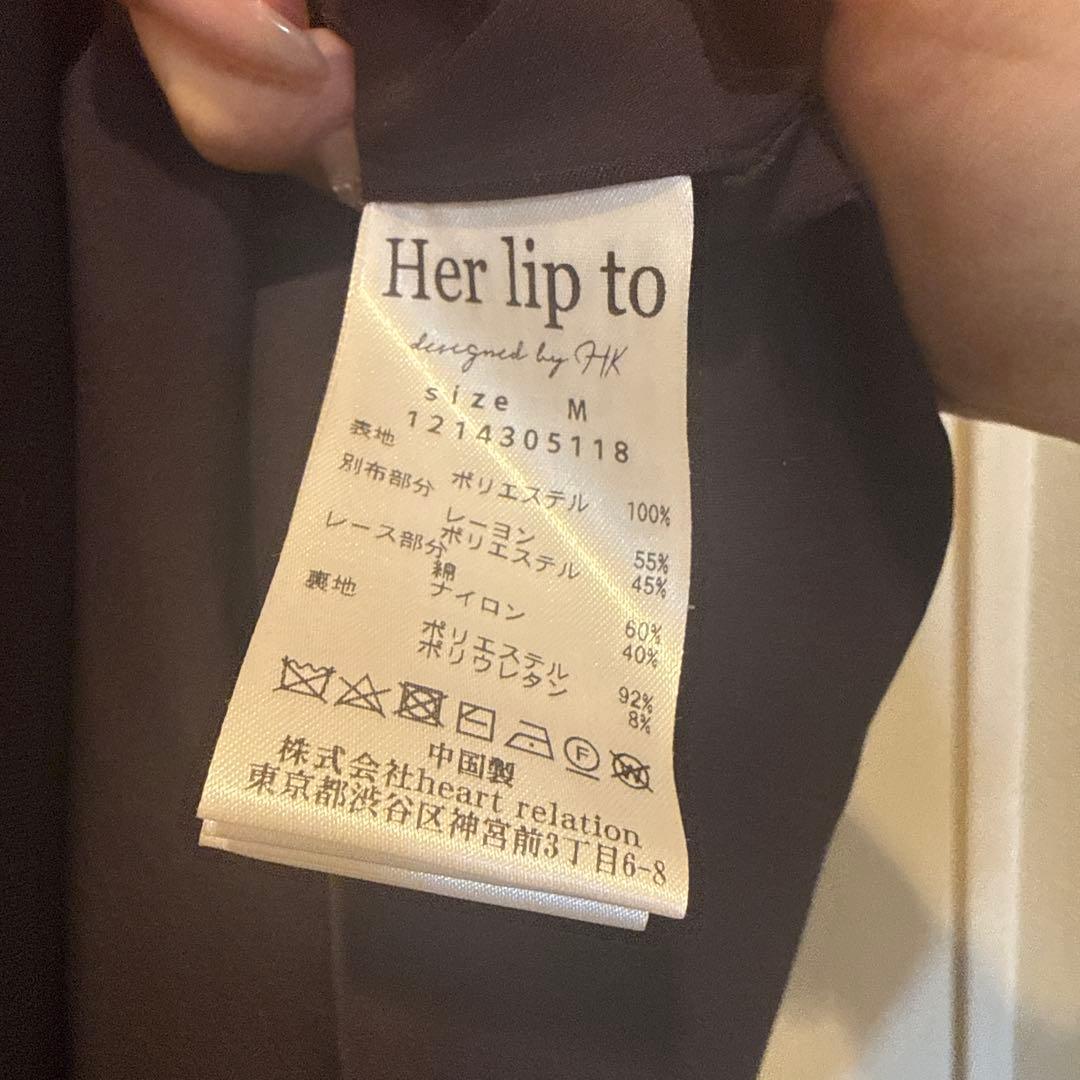 Her lip to
designed by HK
size M
1214305118
表地 ポリエステル 100%
別布部分 レーヨン 55%
ポリエステル 45%
レース部分 綿 60%
ナイロン 40%
裏地 ポリエステル 92%
ポリウレタン 8%
F
W
中国製
株式会社heart relation
東京都渋谷区神宮前3丁目6-8